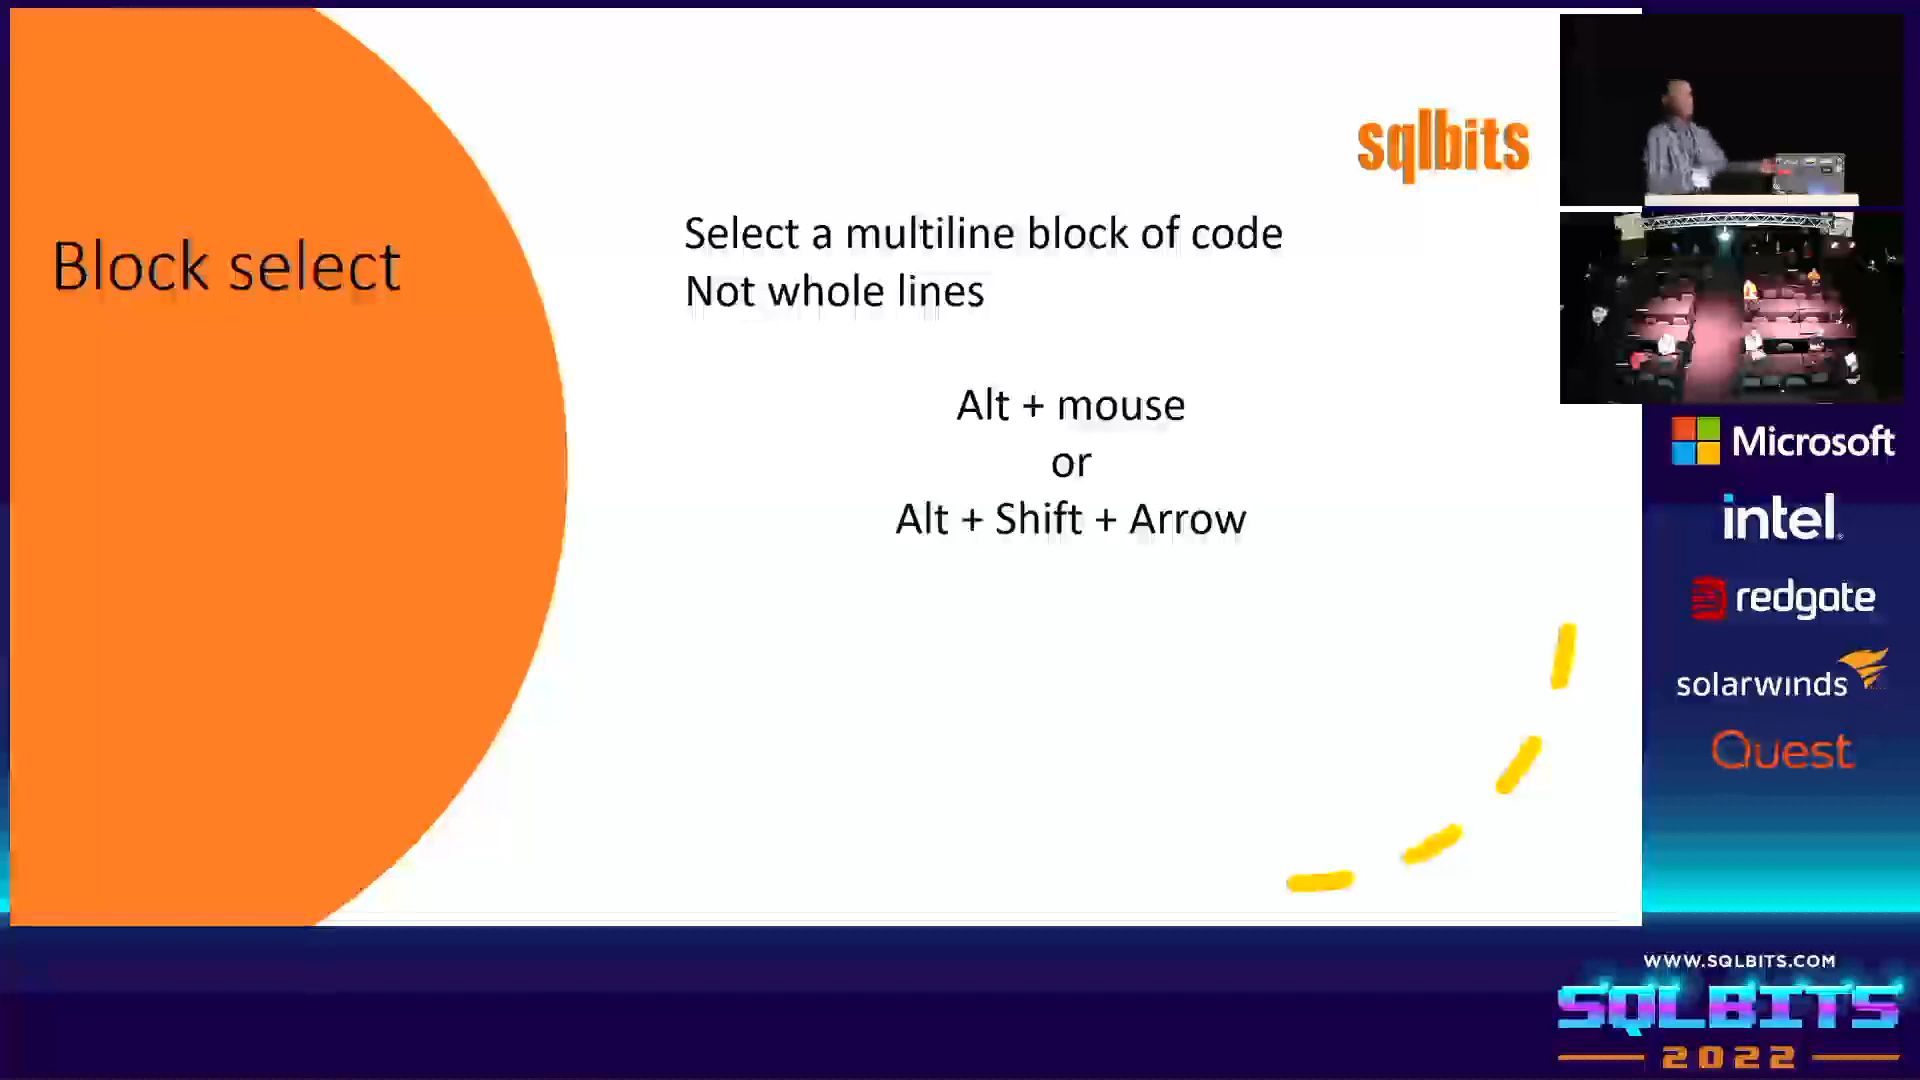 Block select
sqlbits
Select a multiline block of code
Not whole lines
Alt + mouse
or
Alt + Shift + Arrow
Microsoft
intel.
redgate
solarwinds
Quest
WWW.SQLBITS.COM
SQLBITS
2022